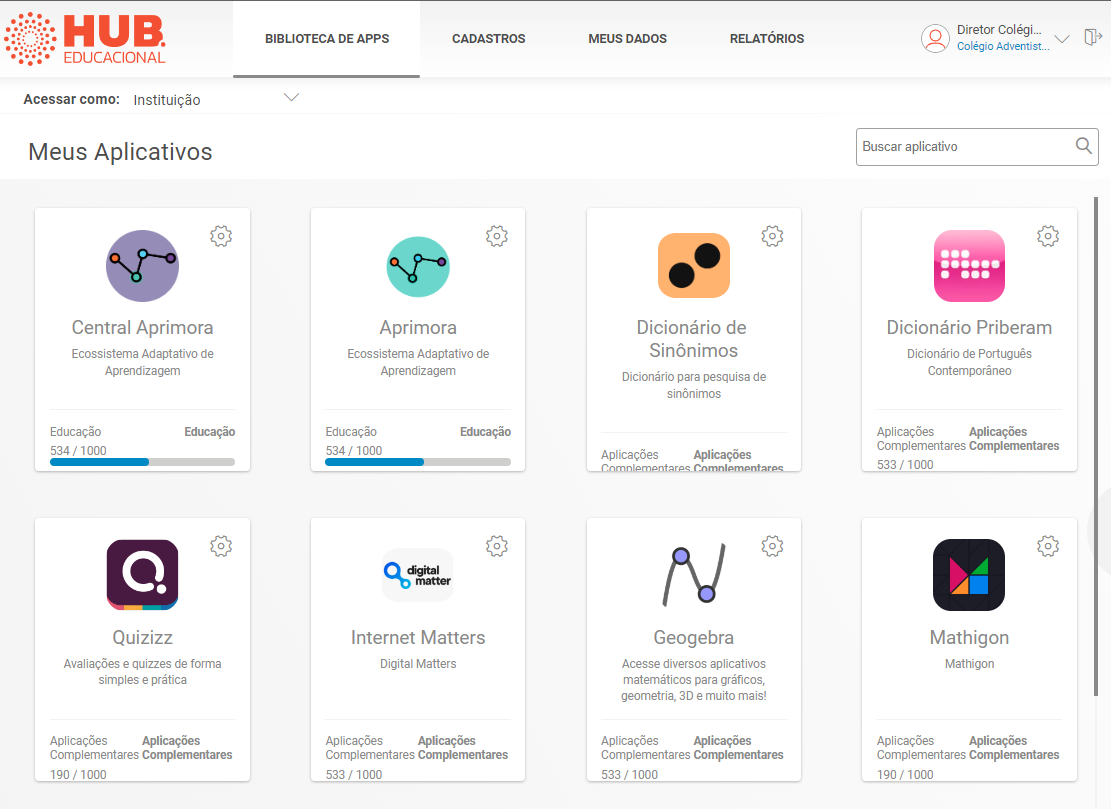 HUB.
EDUCACIONAL
BIBLIOTECA DE APPS
CADASTROS
MEUS DADOS
RELATÓRIOS
Diretor Colégi...
Colégio Adventist...
Acessar como: Instituição
Meus Aplicativos
Buscar aplicativo
Central Aprimora
Ecossistema Adaptativo de
Aprendizagem
Educação Educação
534 / 1000
Aprimora
Ecossistema Adaptativo de
Aprendizagem
Educação Educação
534 / 1000
Dicionário de
Sinônimos
Dicionário para pesquisa de
sinônimos
Aplicações Aplicações
Complementares Complementares
Dicionário Priberam
Dicionário de Português
Contemporâneo
Aplicações Aplicações
Complementares Complementares
533 / 1000
Quizizz
Avaliações e quizzes de forma
simples e prática
Aplicações Aplicações
Complementares Complementares
190 / 1000
digital
matter
Internet Matters
Digital Matters
Aplicações Aplicações
Complementares Complementares
533 / 1000
Geogebra
Acesse diversos aplicativos
matemáticos para gráficos,
geometria, 3D e muito mais!
Aplicações Aplicações
Complementares Complementares
533 / 1000
Mathigon
Mathigon
Aplicações Aplicações
Complementares Complementares
190 / 1000